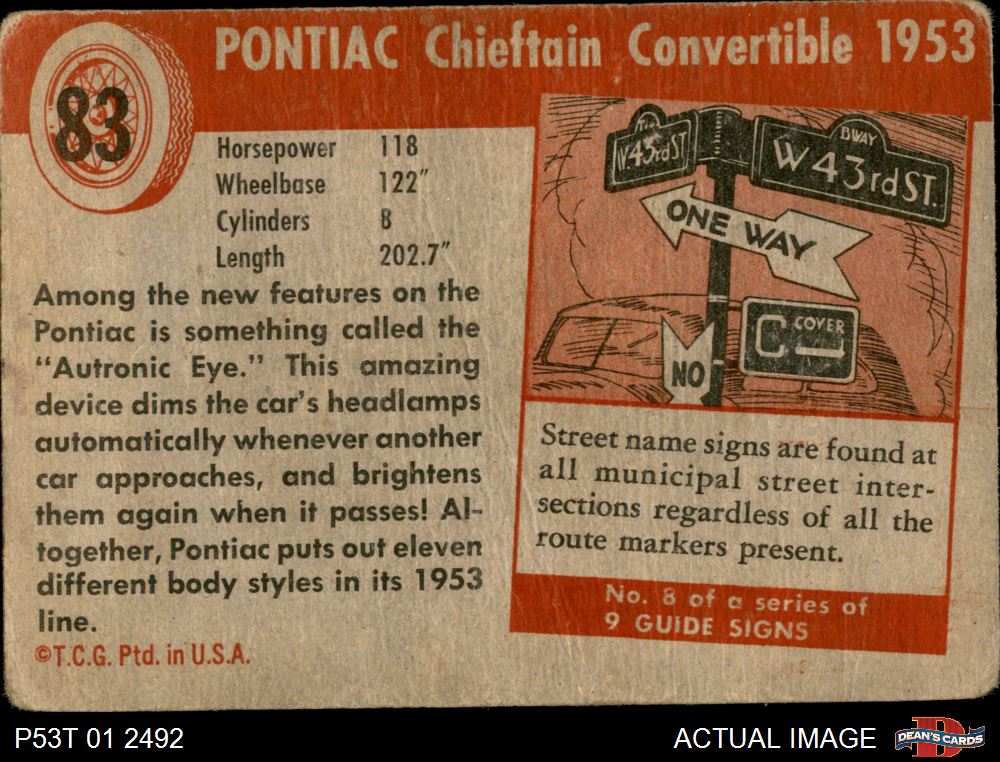 PONTIAC Chieftain Convertible 1953
83
Horsepower 118
Wheelbase 122"
Cylinders 8
Length 202.7"
Among the new features on the
Pontiac is something called the
"Autronic Eye." This amazing
device dims the car's headlamps
automatically whenever another
car approaches, and brightens
them again when it passes! Al-
together, Pontiac puts out eleven
different body styles in its 1953
line.
©T.C.G. Ptd. in U.S.A.
W43rdST
BWAY
W43rdST.
ONE WAY
C— COVER
NO
Street name signs are found at
all municipal street inter-
sections regardless of all the
route markers present.
No. 8 of a series of
9 GUIDE SIGNS
P53T 01 2492
ACTUAL IMAGE
D
DEAN'S CARDS